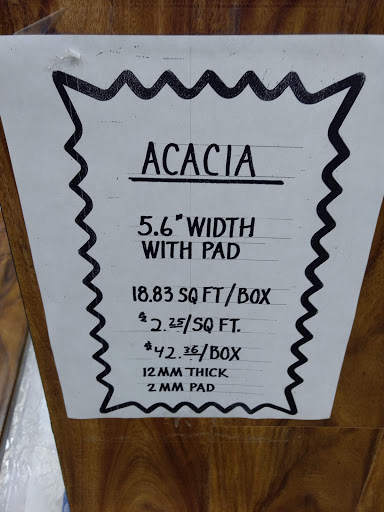 ACACIA
5.6" WIDTH
WITH PAD
18.83 SQ FT/BOX
$2.25/SQ FT.
$42.36/BOX
12MM THICK
2MM PAD